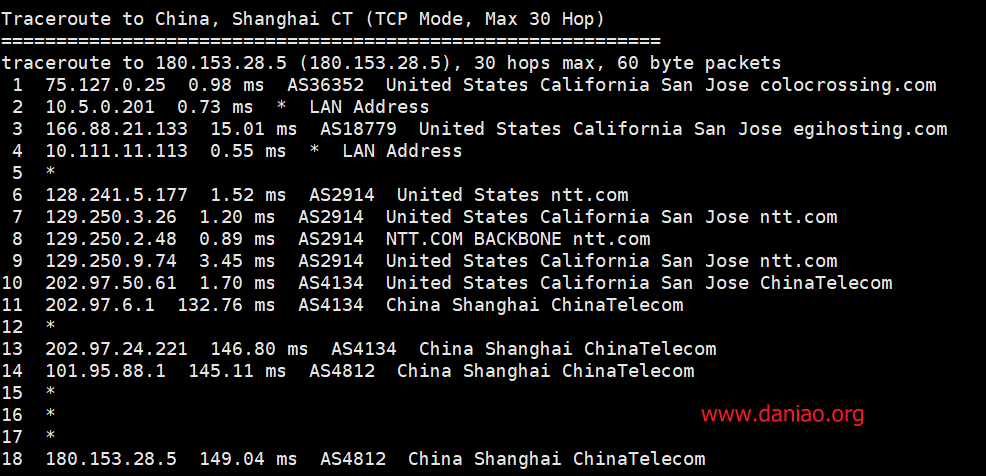 Traceroute to China, Shanghai CT (TCP Mode, Max 30 Hop)
============================================================
traceroute to 180.153.28.5 (180.153.28.5), 30 hops max, 60 byte packets
1  75.127.0.25  0.98 ms  AS36352  United States California San Jose colocrossing.com
2  10.5.0.201  0.73 ms  *  LAN Address
3  166.88.21.133  15.01 ms  AS18779  United States California San Jose egihosting.com
4  10.111.11.113  0.55 ms  *  LAN Address
5  *
6  128.241.5.177  1.52 ms  AS2914  United States ntt.com
7  129.250.3.26  1.20 ms  AS2914  United States California San Jose ntt.com
8  129.250.2.48  0.89 ms  AS2914  NTT.COM BACKBONE ntt.com
9  129.250.9.74  3.45 ms  AS2914  United States California San Jose ntt.com
10  202.97.50.61  1.70 ms  AS4134  United States California San Jose ChinaTelecom
11  202.97.6.1  132.76 ms  AS4134  China Shanghai ChinaTelecom
12  *
13  202.97.24.221  146.80 ms  AS4134  China Shanghai ChinaTelecom
14  101.95.88.1  145.11 ms  AS4812  China Shanghai ChinaTelecom
15  *
16  *
www.daniao.org
17  *
18  180.153.28.5  149.04 ms  AS4812  China Shanghai ChinaTelecom